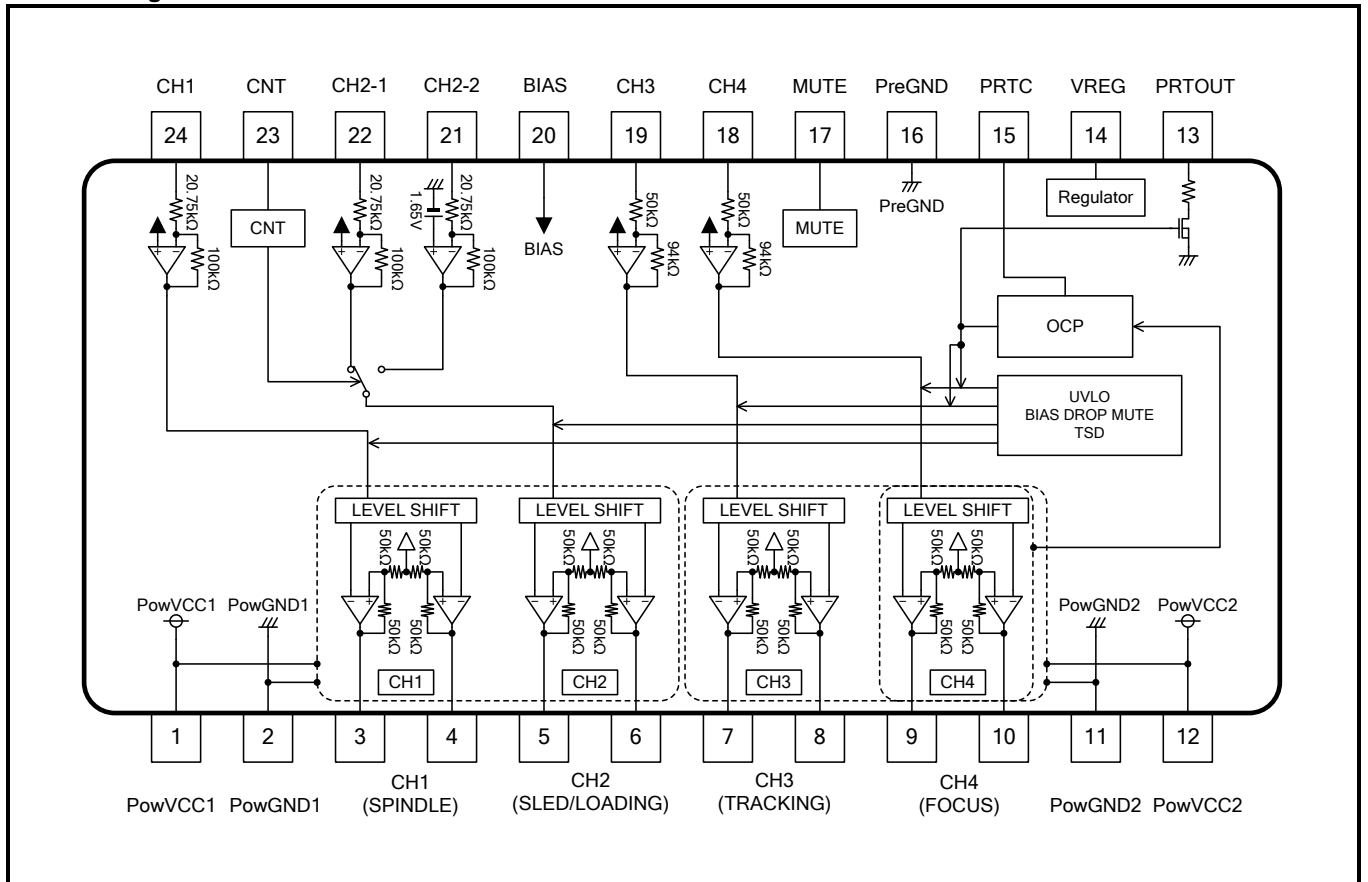 CH1 CNT CH2-1 CH2-2 BIAS CH3 CH4 MUTE PreGND PRTC VREG PRTOUT
24 23 22 21 20 19 18 17 16 15 14 13
20.75kΩ 20.75kΩ 1.65V 20.75kΩ 50kΩ 50kΩ
PreGND
Regulator
CNT
BIAS
MUTE
100kΩ 100kΩ 100kΩ 94kΩ 94kΩ
OCP
UVLO
BIAS DROP MUTE
TSD
LEVEL SHIFT LEVEL SHIFT LEVEL SHIFT LEVEL SHIFT
50kΩ 50kΩ 50kΩ 50kΩ 50kΩ 50kΩ 50kΩ 50kΩ
PowVCC1 PowGND1 PowGND2 PowVCC2
50kΩ 50kΩ 50kΩ 50kΩ 50kΩ 50kΩ 50kΩ 50kΩ
CH1 CH2 CH3 CH4
1 2 3 4 5 6 7 8 9 10 11 12
PowVCC1 PowGND1 CH1 CH2 CH3 CH4 PowGND2 PowVCC2
(SPINDLE) (SLED/LOADING) (TRACKING) (FOCUS)